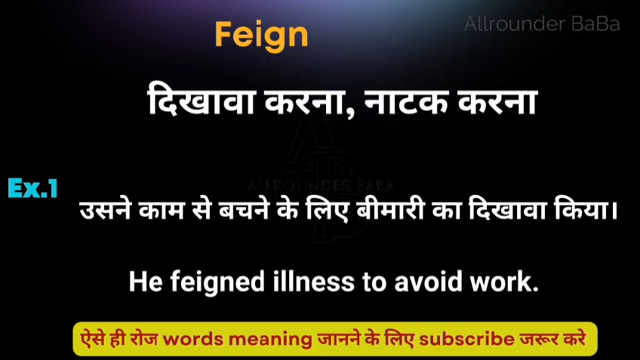 Allrounder BaBa
Feign
दिखावा करना, नाटक करना
ALLROUNDER BABA
Ex.1
उसने काम से बचने के लिए बीमारी का दिखावा किया।
He feigned illness to avoid work.
ऐसे ही रोज words meaning जानने के लिए subscribe जरूर करे